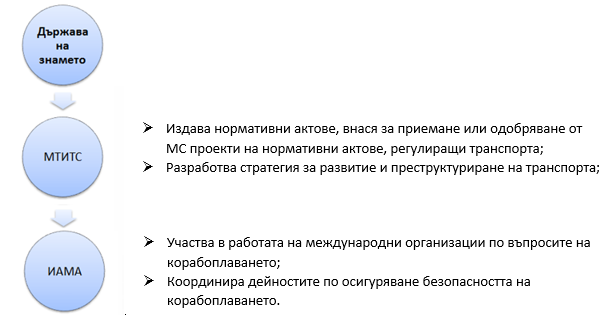 Държава
на
знамето
МТИТС
➢ Издава нормативни актове, внася за приемане или одобряване от
МС проекти на нормативни актове, регулиращи транспорта;
➢ Разработва стратегия за развитие и преструктуриране на транспорта;
ИАМА
➢ Участва в работата на международни организации по въпросите на
корабоплаването;
➢ Координира дейностите по осигуряване безопасността на
корабоплаването.